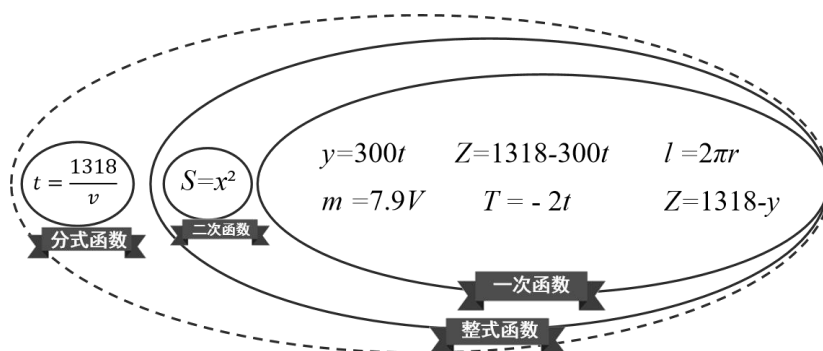 y=300t Z=1318-300t l =2πr
t = 1318/v S=x²
m =7.9V T = - 2t Z=1318-y
分式函数 二次函数
一次函数
整式函数